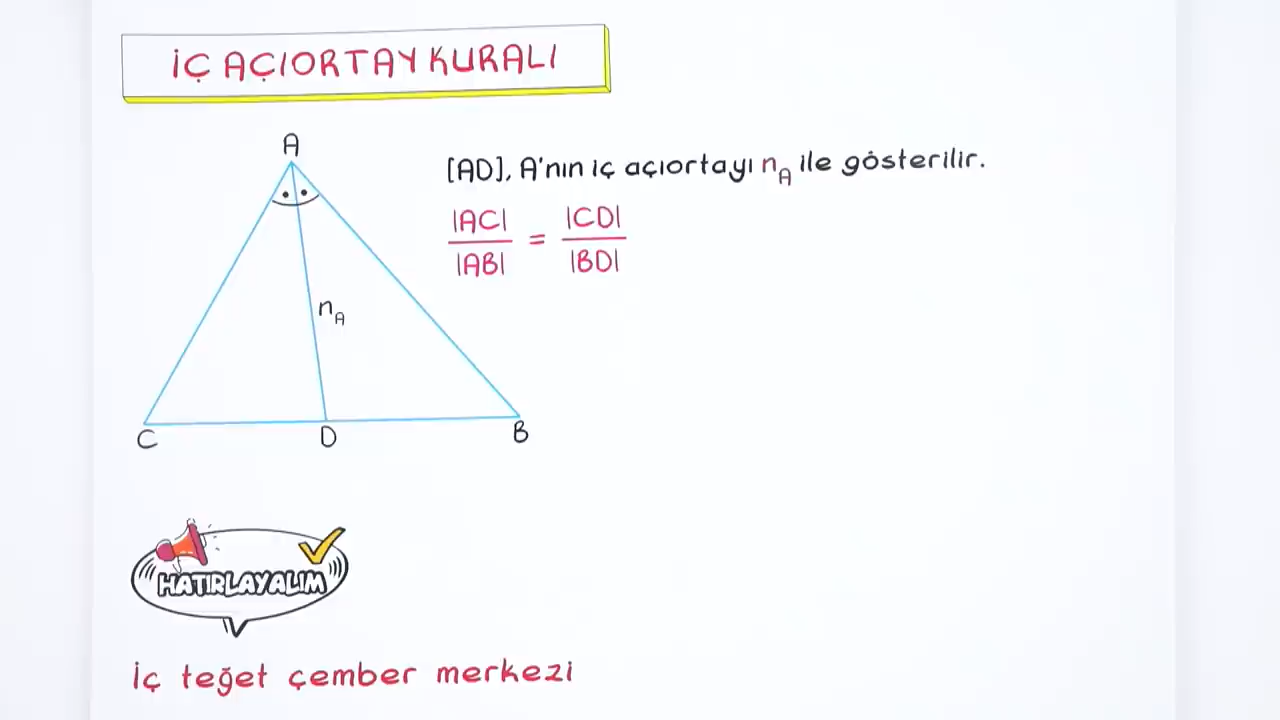 İÇ AÇIORTAY KURALI
A
[AD], A'nın iç açıortayı n_A ile gösterilir.
|AC| / |AB| = |CD| / |BD|
n_A
C D B
HATIRLAYALIM
İç teğet çember merkezi